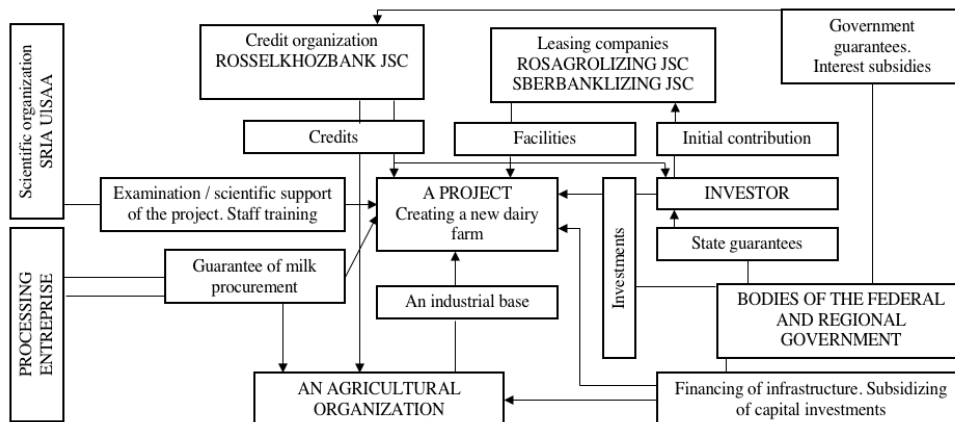 Credit organization
ROSSELKHOZBANK JSC
Leasing companies
ROSAGROLIZING JSC
SBERBANKLIZING JSC
Government
guarantees.
Interest subsidies
Scientific organization
SRIA UISAA
Credits
Facilities
Initial contribution
Examination / scientific support
of the project. Staff training
A PROJECT
Creating a new dairy
farm
Investments
INVESTOR
State guarantees
PROCESSING
ENTREPRISE
Guarantee of milk
procurement
An industrial base
BODIES OF THE FEDERAL
AND REGIONAL
GOVERNMENT
AN AGRICULTURAL
ORGANIZATION
Financing of infrastructure. Subsidizing
of capital investments